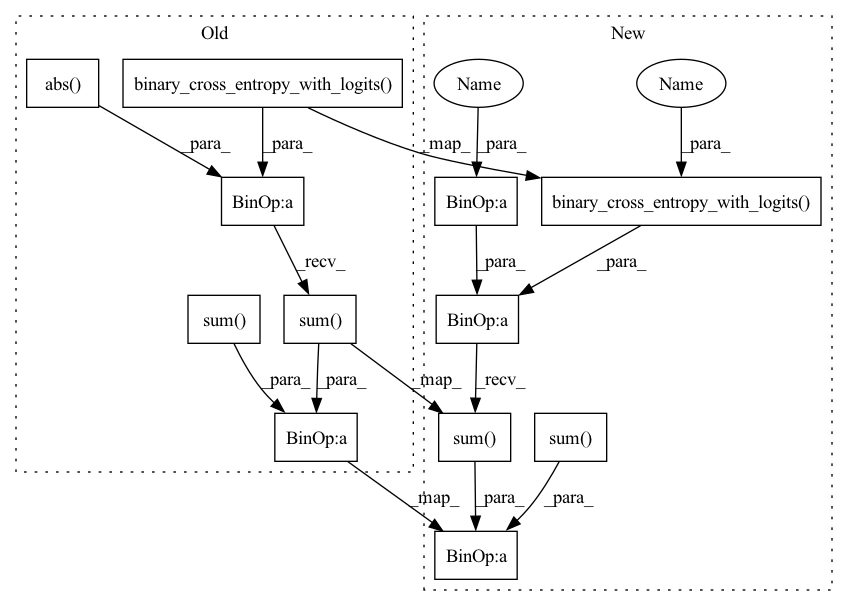 Old
New
abs()
binary_cross_entropy_with_logits()
Name
Name
_para_
_para_
_map_
_para_
_para_
BinOp:a
BinOp:a
binary_cross_entropy_with_logits()
_recv_
_para_
_para_
sum()
sum()
BinOp:a
_para_
_para_
_map_
_recv_
BinOp:a
sum()
sum()
_map_
_para_
_para_
BinOp:a